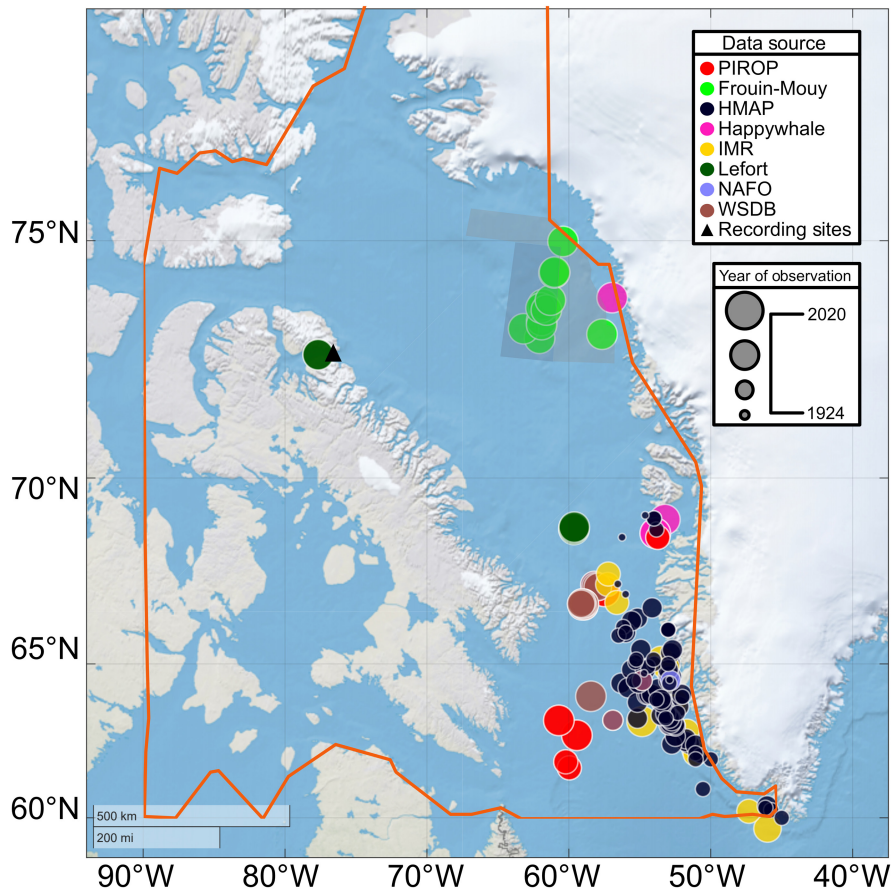 Data source
PIROP
Frouin-Mouy
HMAP
Happywhale
IMR
Lefort
NAFO
WSDB
Recording sites
Year of observation
2020
1924
75°N
70°N
65°N
60°N
500 km
200 mi
90°W 80°W 70°W 60°W 50°W 40°W